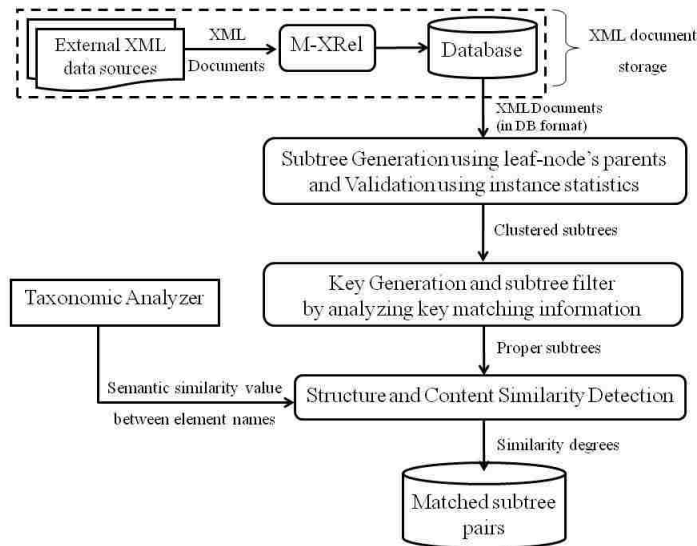 External XML
data sources
XML
Documents
M-XRel
Database
XML document
storage
XML Documents
(in DB format)
Subtree Generation using leaf-node's parents
and Validation using instance statistics
Clustered subtrees
Key Generation and subtree filter
by analyzing key matching information
Taxonomic Analyzer
Proper subtrees
Semantic similarity value
between element names
Structure and Content Similarity Detection
Similarity degrees
Matched subtree
pairs